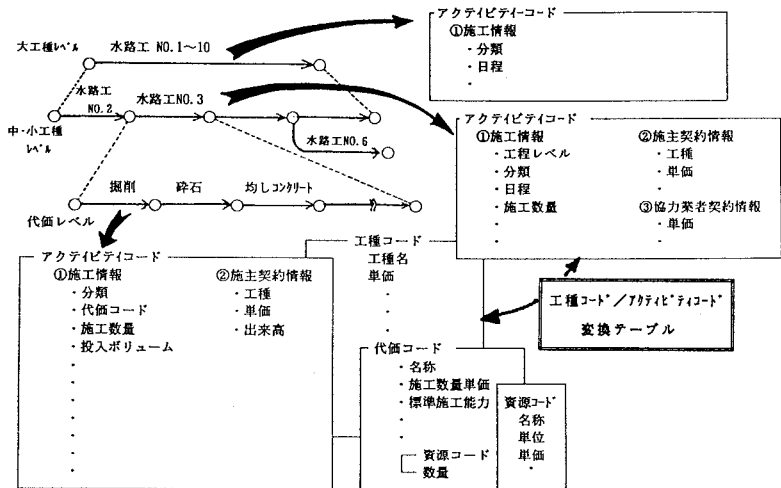 大工種レベル
水路工 NO.1～10
水路工
NO.2
水路工NO.3
中・小工種
レベル
水路工NO.6
掘削
砕石
均しコンクリート
代価レベル
アクティビティーコード
①施工情報
・分類
・日程
・
アクティビティコード
①施工情報
・工程レベル
・分類
・日程
・施工数量
・
・
②施主契約情報
・工種
・単価
・
③協力業者契約情報
・単価
・
・
アクティビティコード
①施工情報
・分類
・代価コード
・施工数量
・投入ボリューム
・
・
・
・
・
・
・
②施主契約情報
・工種
・単価
・出来高
工種コード
工種名
単価
・
・
・
工種コード/アクティビティコード
変換テーブル
代価コード
・名称
・施工数量単価
・標準施工能力
・
・
資源コード
数量
資源コード
名称
単位
単価
・